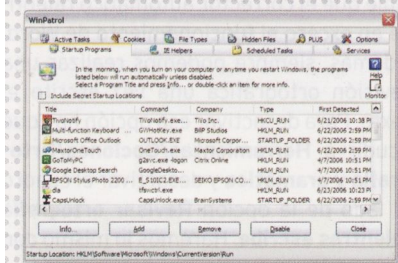 WinPatrol
Active Tasks Cookies File Types Hidden Files PLUS Options
Startup Programs IE Helpers Scheduled Tasks Services
In the morning, when you turn on your computer or anytime you restart Windows, the programs
listed below will run automatically unless disabled.
Select a Program Title and press Info... or double-click an item for more info.
Help
Include Secret Startup Locations
Monitor
Title Command Company Type First Detected
TivoNotify TiVoNotify.exe... TiVo Inc. HKCU_RUN 6/21/2006 10:38 P
Multi-function Keyboard GWHotKey.exe... BillP Studios HKLM_RUN 6/22/2006 2:59 PM
Microsoft Office Outlook OUTLOOK.EXE Microsoft Corpor... STARTUP_FOLDER 6/22/2006 2:59 PM
MaxtorOneTouch OneTouch.exe Maxtor Corporation HKLM_RUN 6/22/2006 2:59 PM
GoToMyPC g2svc.exe -logon Citrix Online HKLM_RUN 4/7/2006 10:51 PM
Google Desktop Search GoogleDeskto... HKLM_RUN 4/7/2006 10:51 PM
EPSON Stylus Photo 2200 ... E_S10IC2.EXE... SEIKO EPSON CO... HKLM_RUN 4/7/2006 10:51 PM
dla tfswctrl.exe HKLM_RUN 6/23/2006 10:23 P
CapsUnlock CapsUnlock.exe BrainSystems STARTUP_FOLDER 6/22/2006 2:59 PM
Info... Add Remove Disable Close
Startup Location: HKLM\Software\Microsoft\Windows\CurrentVersion\Run